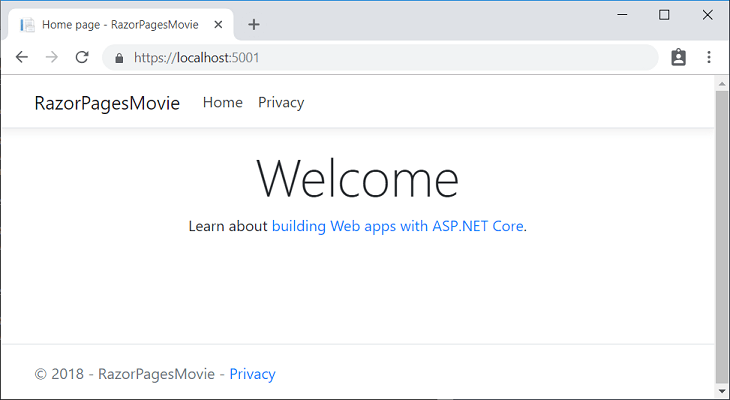 Home page - RazorPagesMovie
https://localhost:5001
RazorPagesMovie Home Privacy
Welcome
Learn about building Web apps with ASP.NET Core.
© 2018 - RazorPagesMovie - Privacy